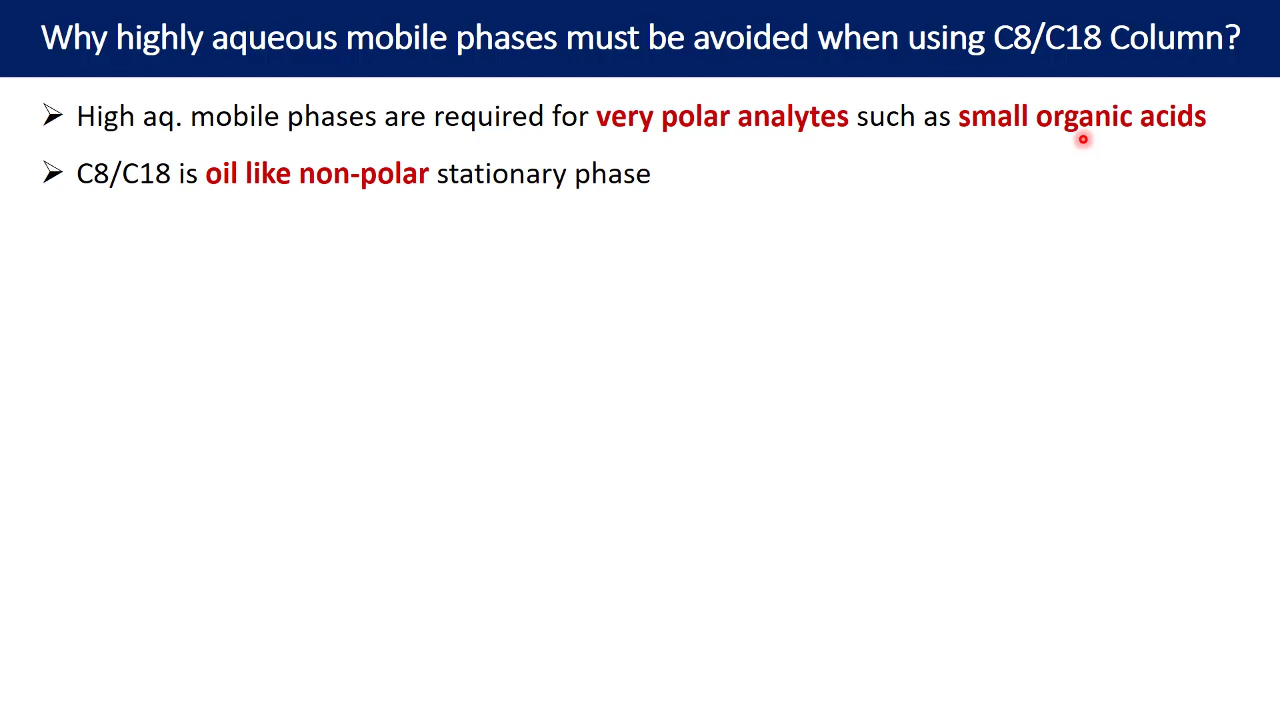 Why highly aqueous mobile phases must be avoided when using C8/C18 Column?
High aq. mobile phases are required for very polar analytes such as small organic acids
C8/C18 is oil like non-polar stationary phase